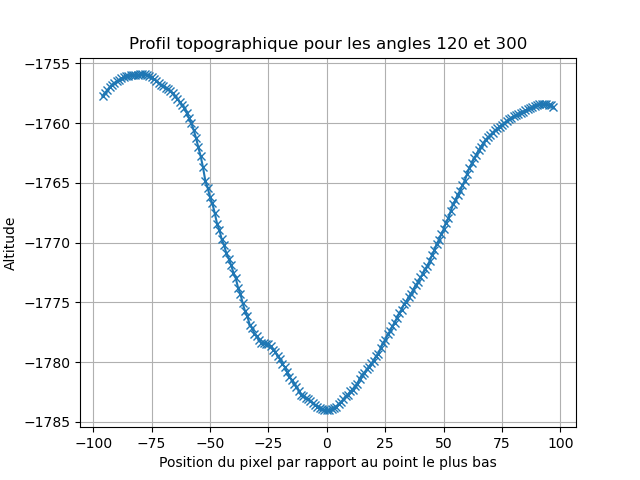 Profil topographique pour les angles 120 et 300
−1755
−1760
−1765
−1770
−1775
−1780
−1785
Altitude
−100 −75 −50 −25 0 25 50 75 100
Position du pixel par rapport au point le plus bas